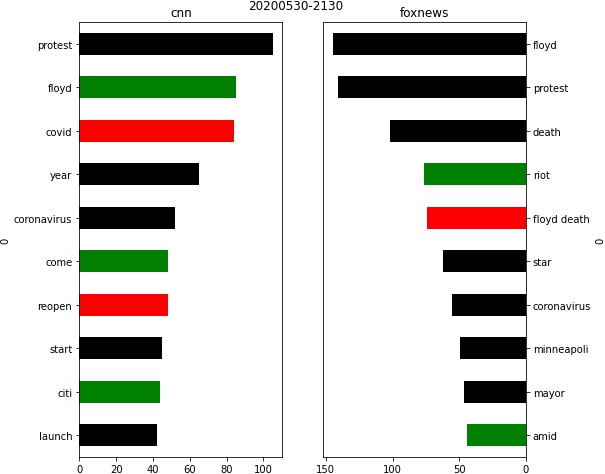 20200530-2130
cnn
foxnews
protest
floyd
covid
year
coronavirus
come
reopen
start
citi
launch
0 20 40 60 80 100
0
floyd
protest
death
riot
floyd death
star
coronavirus
minneapoli
mayor
amid
150 100 50 0
0